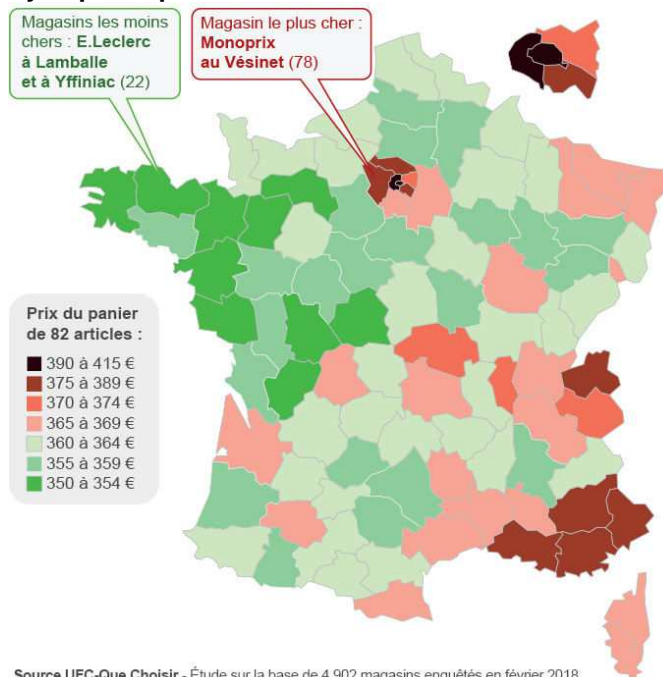 Magasins les moins
chers : E.Leclerc
à Lamballe
et à Yffiniac (22)
Magasin le plus cher :
Monoprix
au Vésinet (78)
Prix du panier
de 82 articles :
390 à 415 €
375 à 389 €
370 à 374 €
365 à 369 €
360 à 364 €
355 à 359 €
350 à 354 €
Source UFC-Que Choisir - Étude sur la base de 4 902 magasins enquêtés en février 2018